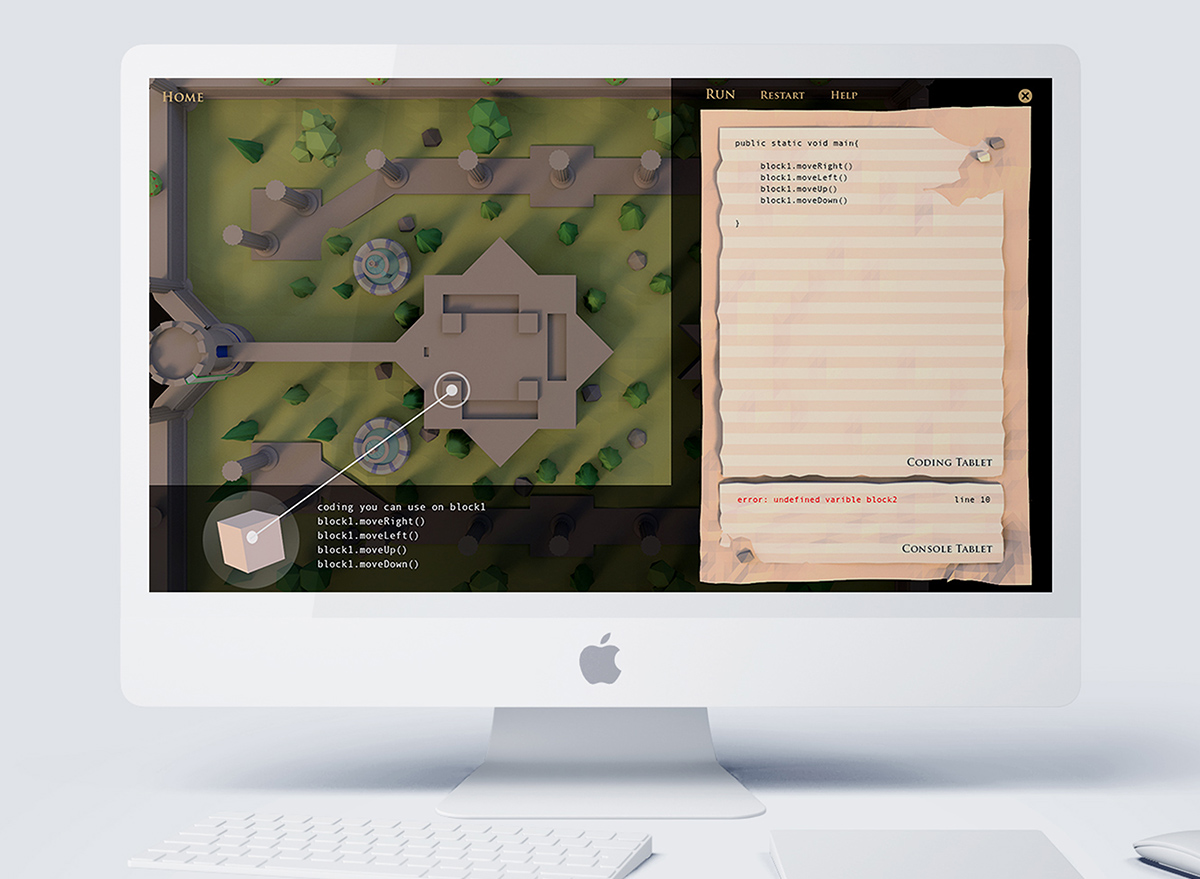 HOME
RUN RESTART HELP
public static void main{
block1.moveRight()
block1.moveLeft()
block1.moveUp()
block1.moveDown()
}
CODING TABLET
error: undefined varible block2 line 10
CONSOLE TABLET
coding you can use on block1
block1.moveRight()
block1.moveLeft()
block1.moveUp()
block1.moveDown()